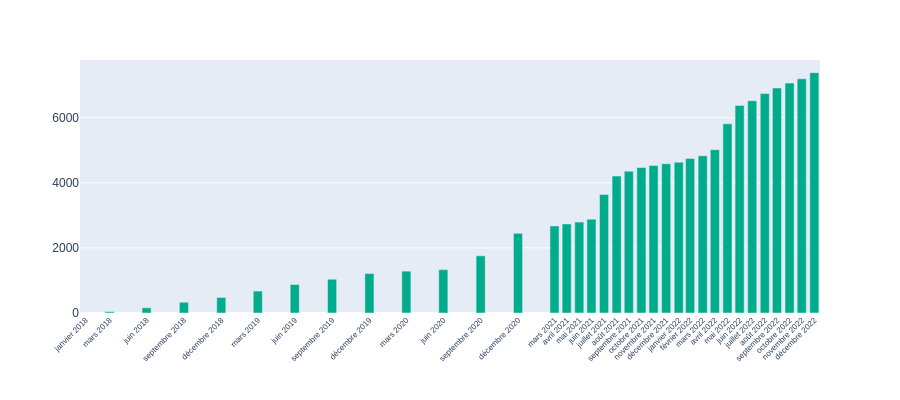 6000
4000
2000
0
janvier 2018
mars 2018
juin 2018
septembre 2018
décembre 2018
mars 2019
juin 2019
septembre 2019
décembre 2019
mars 2020
juin 2020
septembre 2020
décembre 2020
mars 2021
avril 2021
mai 2021
juin 2021
juillet 2021
août 2021
septembre 2021
octobre 2021
novembre 2021
décembre 2021
janvier 2022
février 2022
mars 2022
avril 2022
mai 2022
juin 2022
juillet 2022
août 2022
septembre 2022
octobre 2022
novembre 2022
décembre 2022